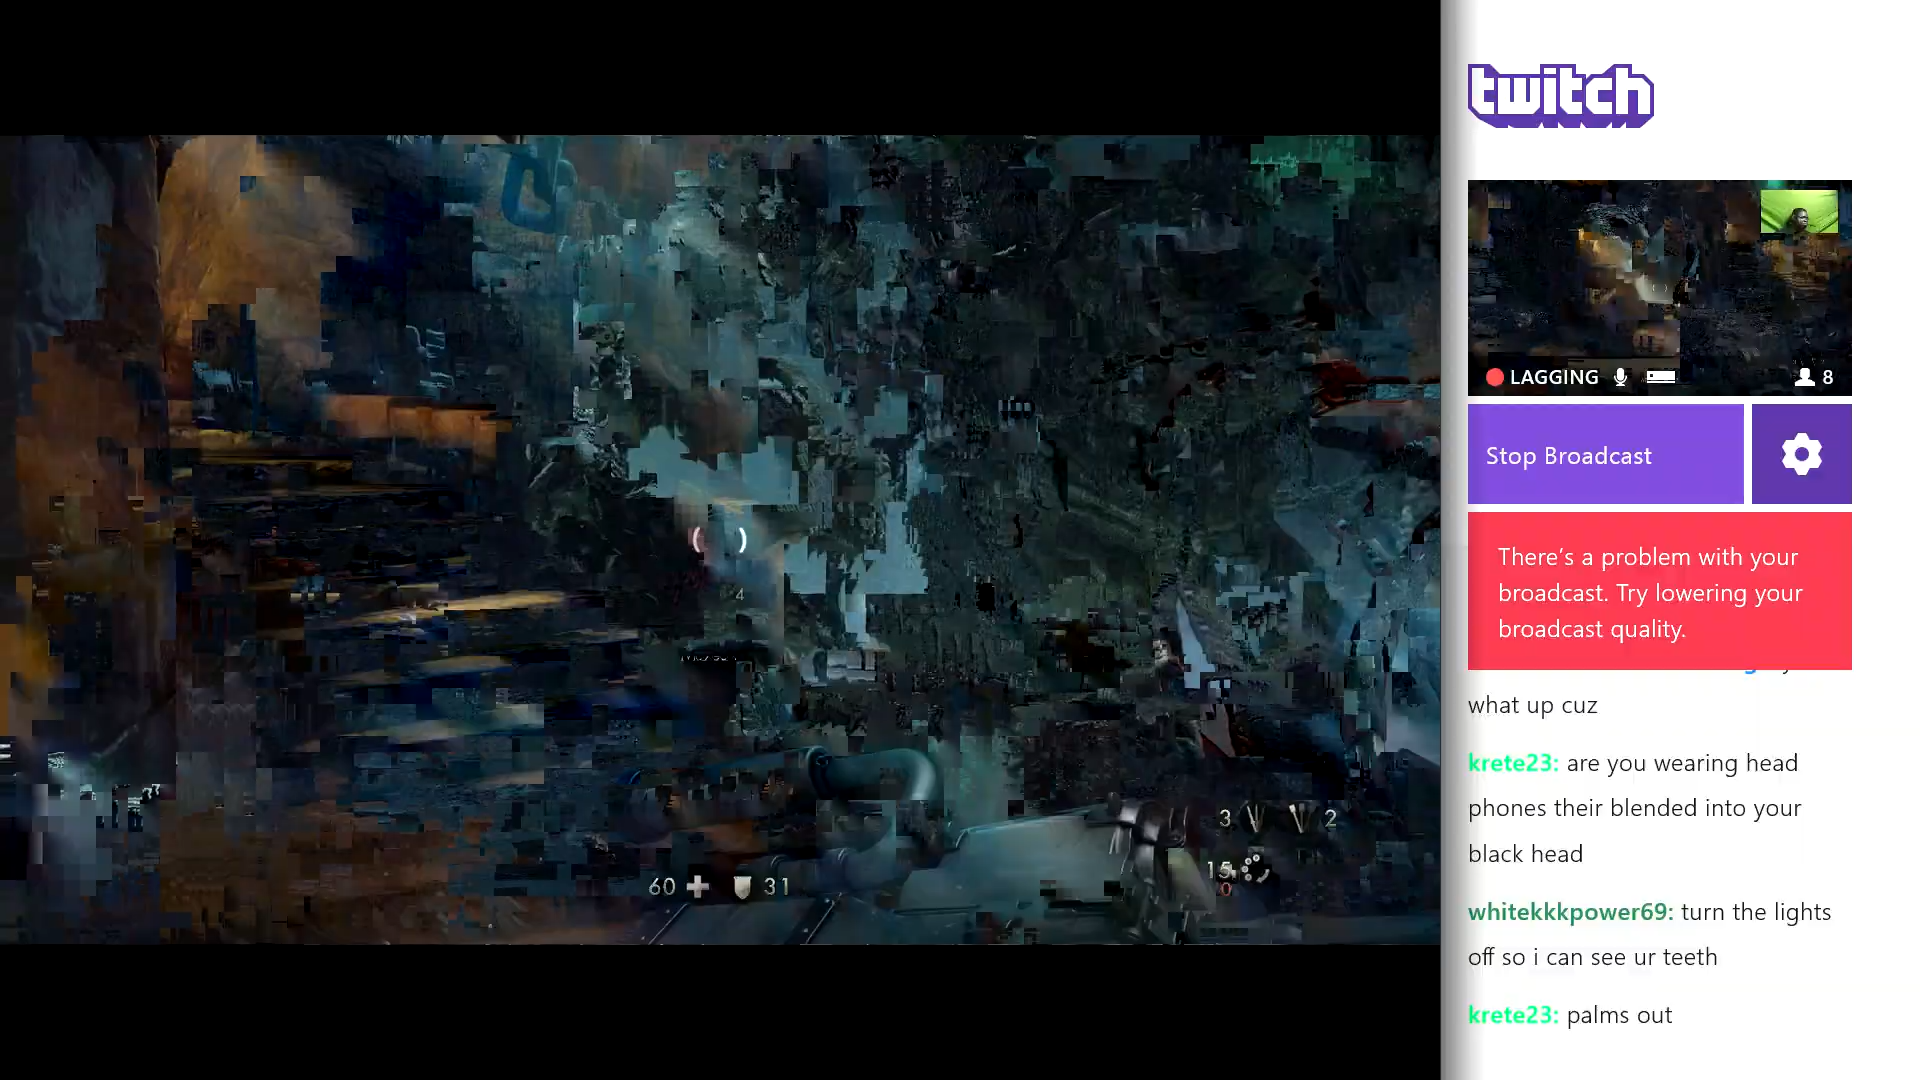 twitch
LAGGING
8
Stop Broadcast
There's a problem with your
broadcast. Try lowering your
broadcast quality.
what up cuz
krete23: are you wearing head
phones their blended into your
black head
whitekkkpower69: turn the lights
off so i can see ur teeth
krete23: palms out
4
3 2
15
0
60 31